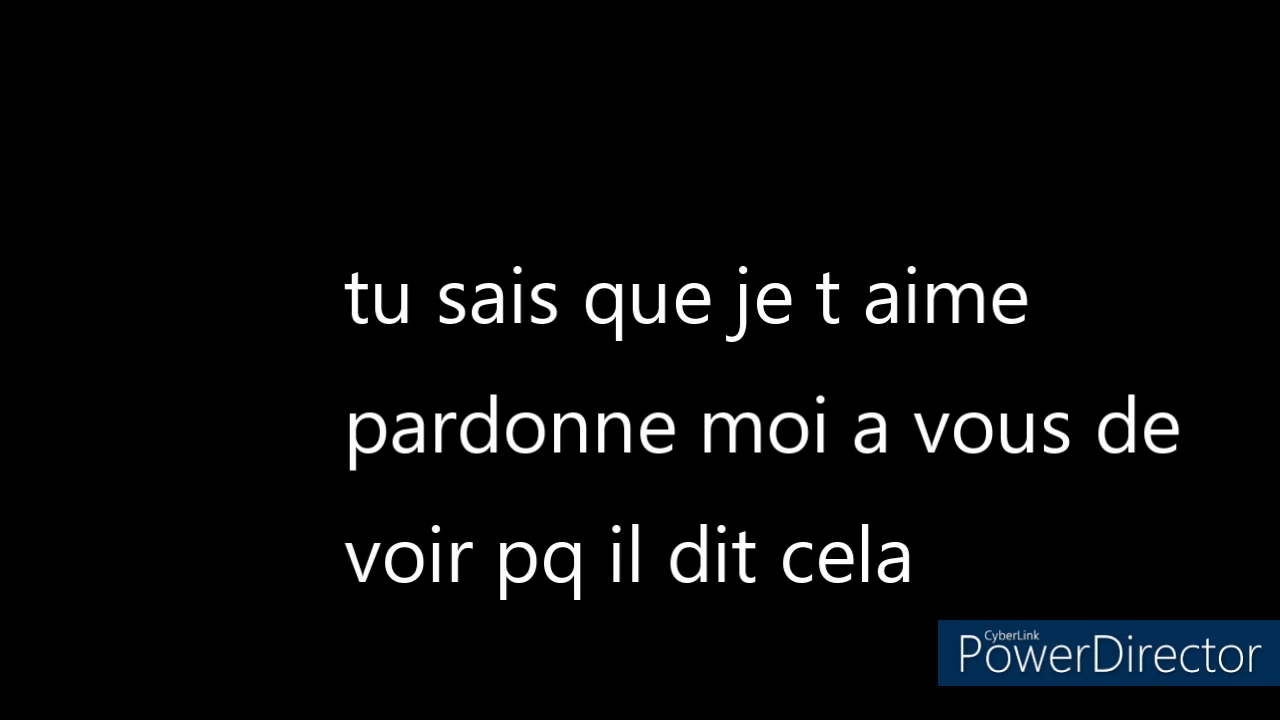 tu sais que je t aime
pardonne moi a vous de
voir pq il dit cela
CyberLink
PowerDirector